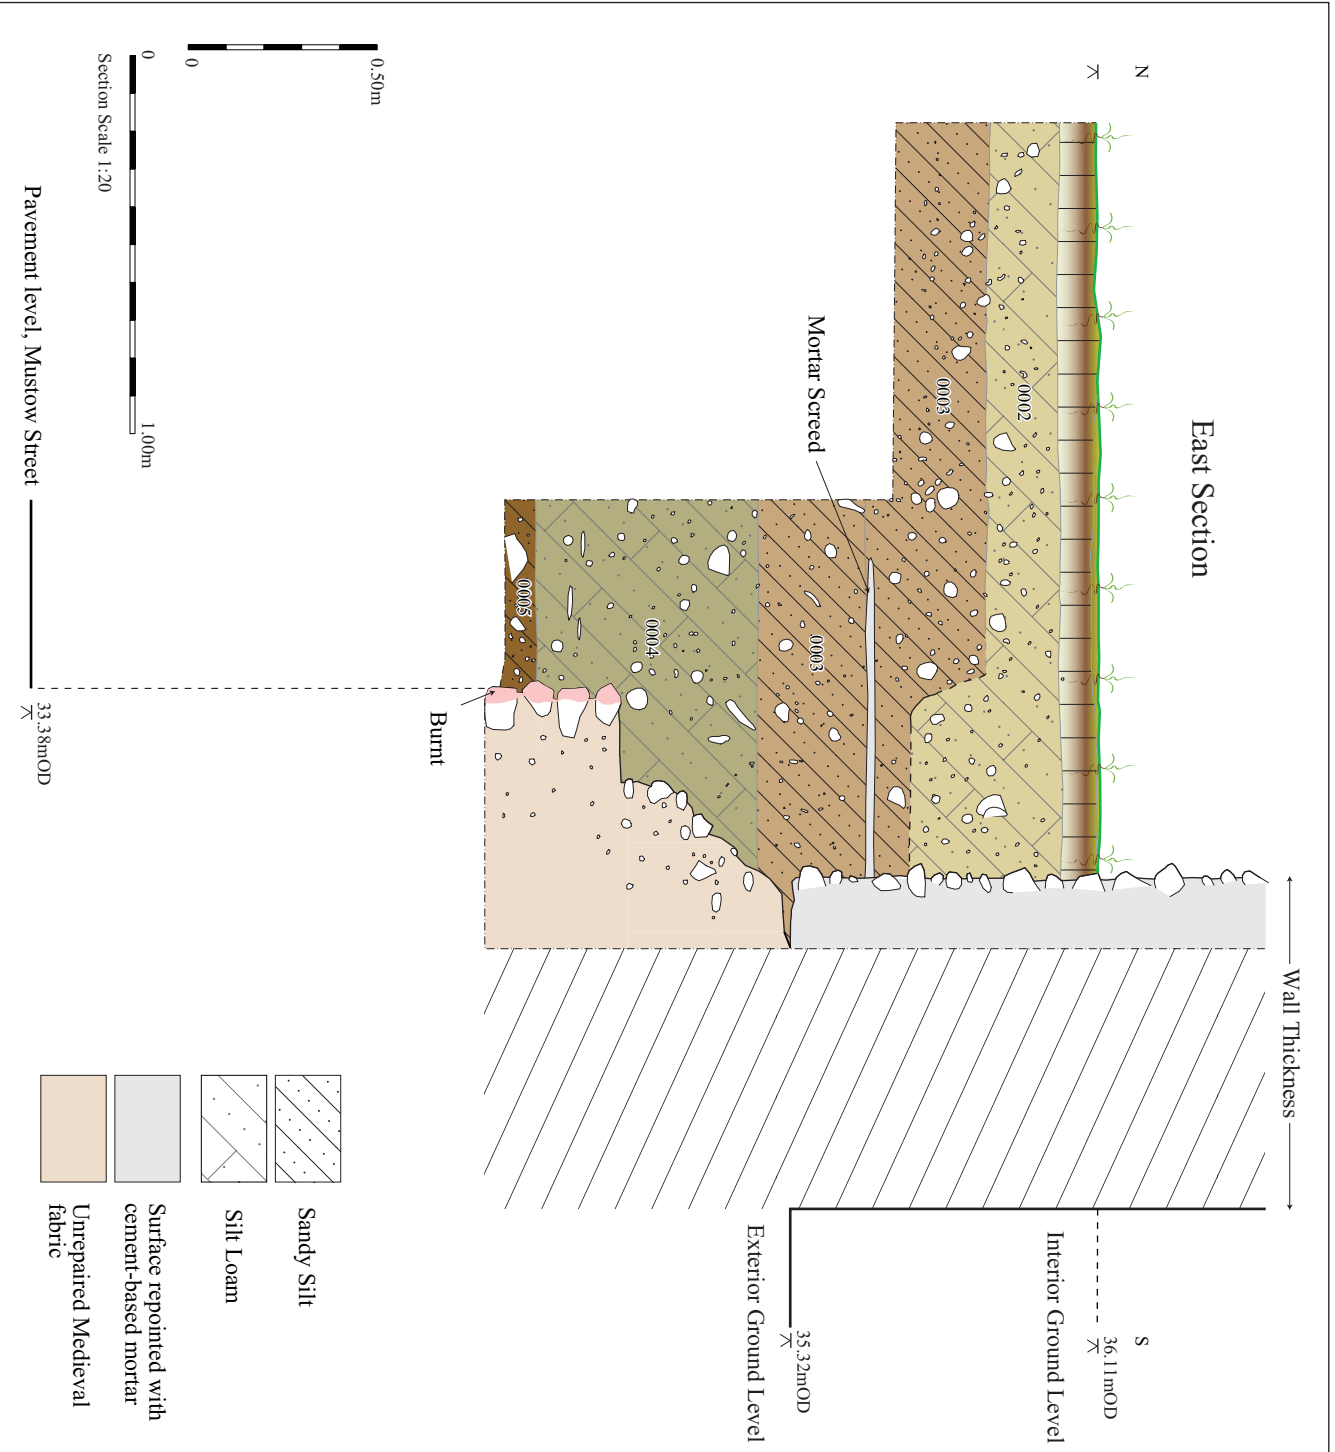 East Section
N
S
Wall Thickness
36.11mOD
Interior Ground Level
35.32mOD
Exterior Ground Level
0002
0003
Mortar Screed
0003
0004
0005
Burnt
33.38mOD
Pavement level, Mustow Street
0
0.50m
0
1.00m
Section Scale 1:20
Sandy Silt
Silt Loam
Surface repointed with
cement-based mortar
Unrepaired Medieval
fabric